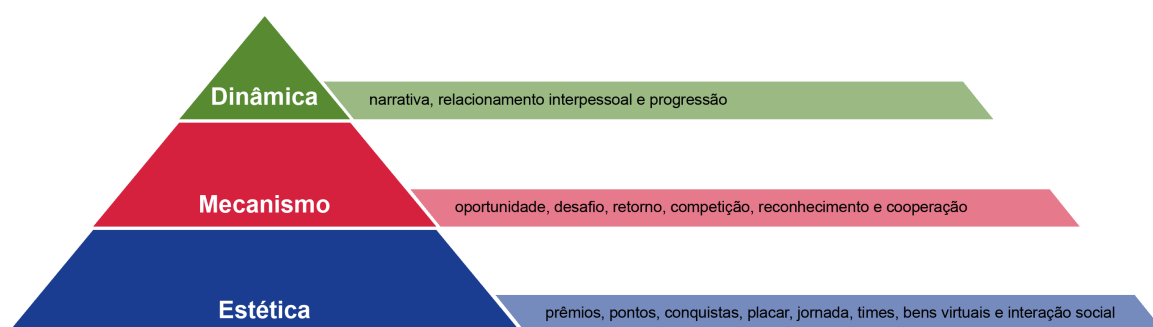 Dinâmica
narrativa, relacionamento interpessoal e progressão
Mecanismo
oportunidade, desafio, retorno, competição, reconhecimento e cooperação
Estética
prêmios, pontos, conquistas, placar, jornada, times, bens virtuais e interação social